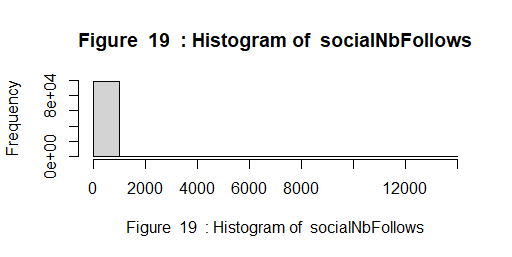 Figure 19 : Histogram of socialNbFollows
Frequency
8e+04
0e+00
0 2000 4000 6000 8000 12000
Figure 19 : Histogram of socialNbFollows